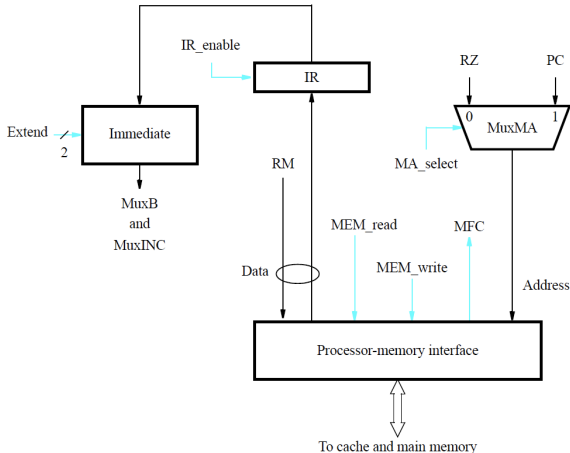 IR_enable
IR
RZ
PC
0
1
MuxMA
Extend
2
Immediate
MA_select
RM
MuxB
and
MuxINC
MEM_read
MFC
Data
MEM_write
Address
Processor-memory interface
To cache and main memory